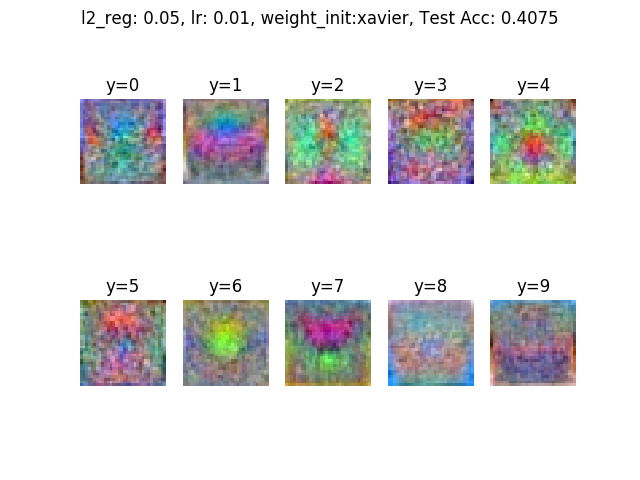 l2_reg: 0.05, lr: 0.01, weight_init:xavier, Test Acc: 0.4075
y=0 y=1 y=2 y=3 y=4
y=5 y=6 y=7 y=8 y=9